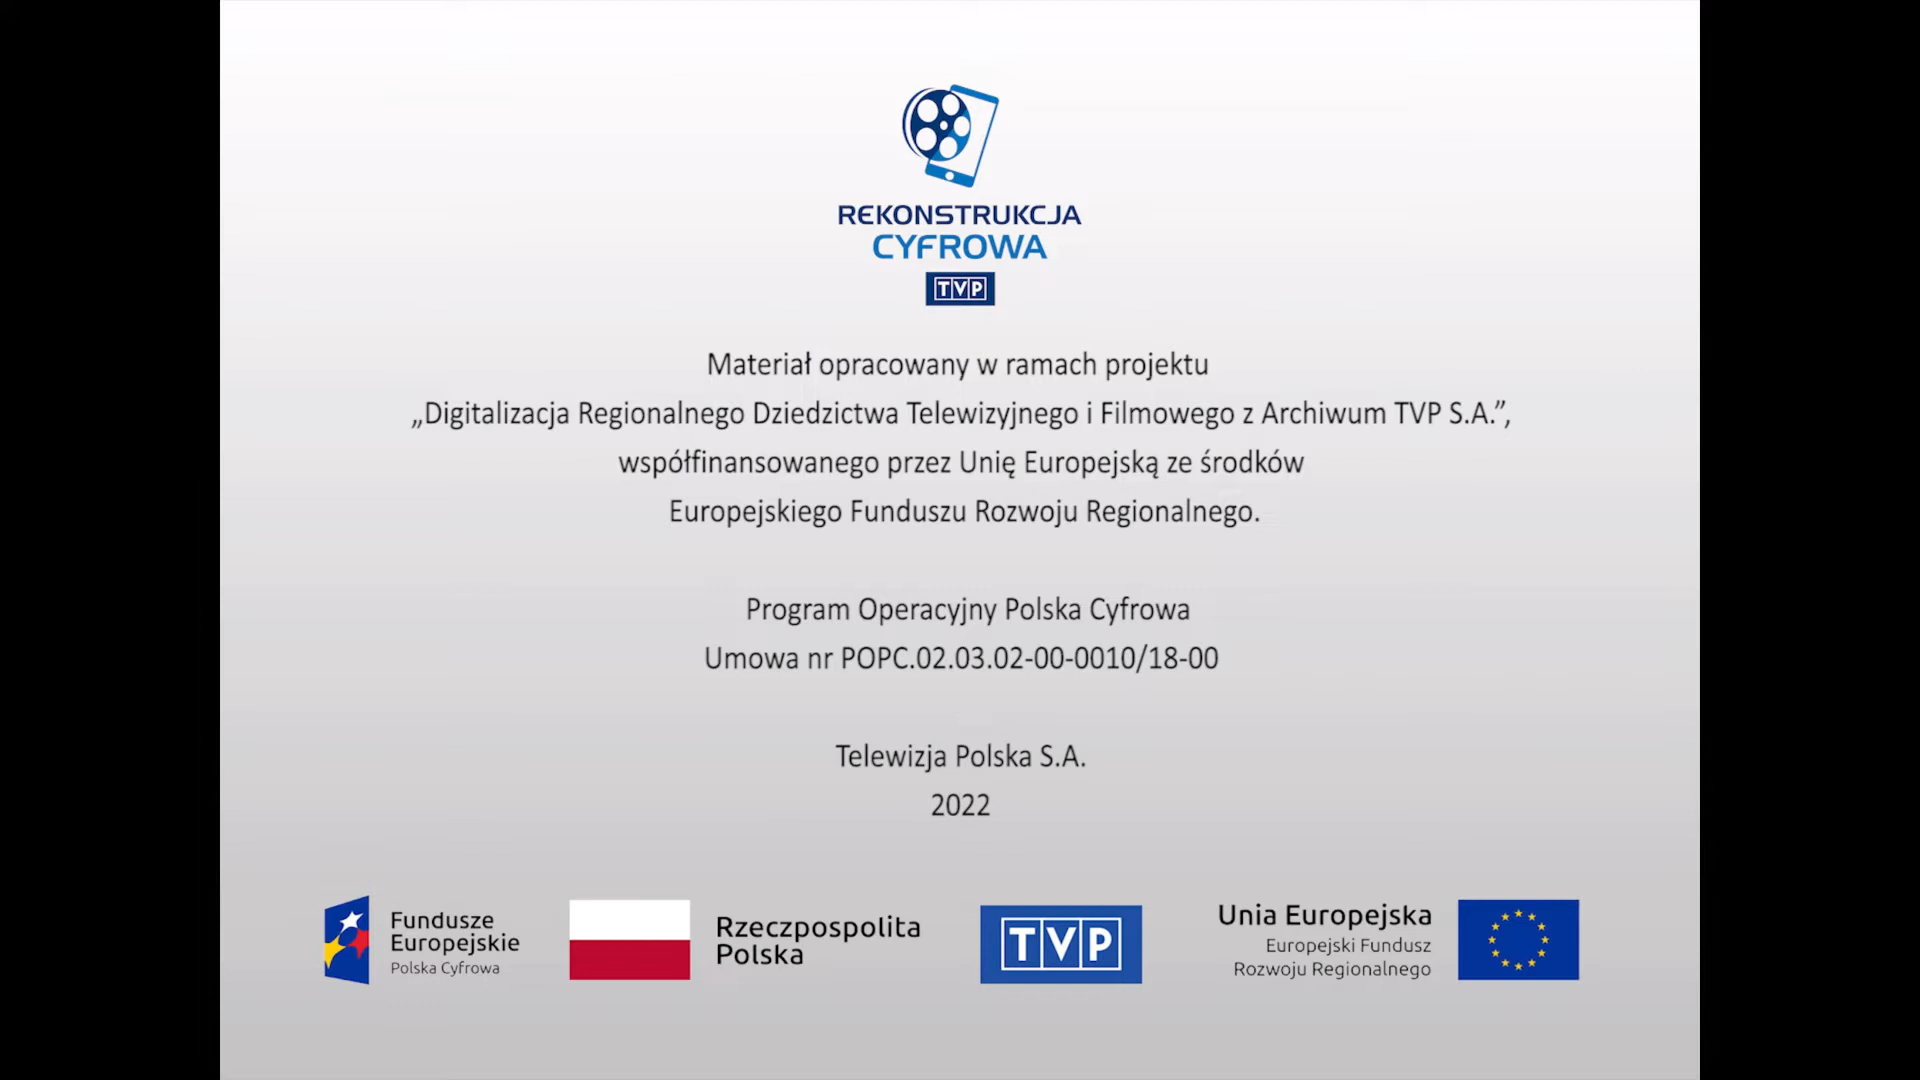 REKONSTRUKCJA
CYFROWA
TVP
Materiał opracowany w ramach projektu
„Digitalizacja Regionalnego Dziedzictwa Telewizyjnego i Filmowego z Archiwum TVP S.A.”,
współfinansowanego przez Unię Europejską ze środków
Europejskiego Funduszu Rozwoju Regionalnego.
Program Operacyjny Polska Cyfrowa
Umowa nr POPC.02.03.02-00-0010/18-00
Telewizja Polska S.A.
2022
Fundusze
Europejskie
Polska Cyfrowa
Rzeczpospolita
Polska
TVP
Unia Europejska
Europejski Fundusz
Rozwoju Regionalnego